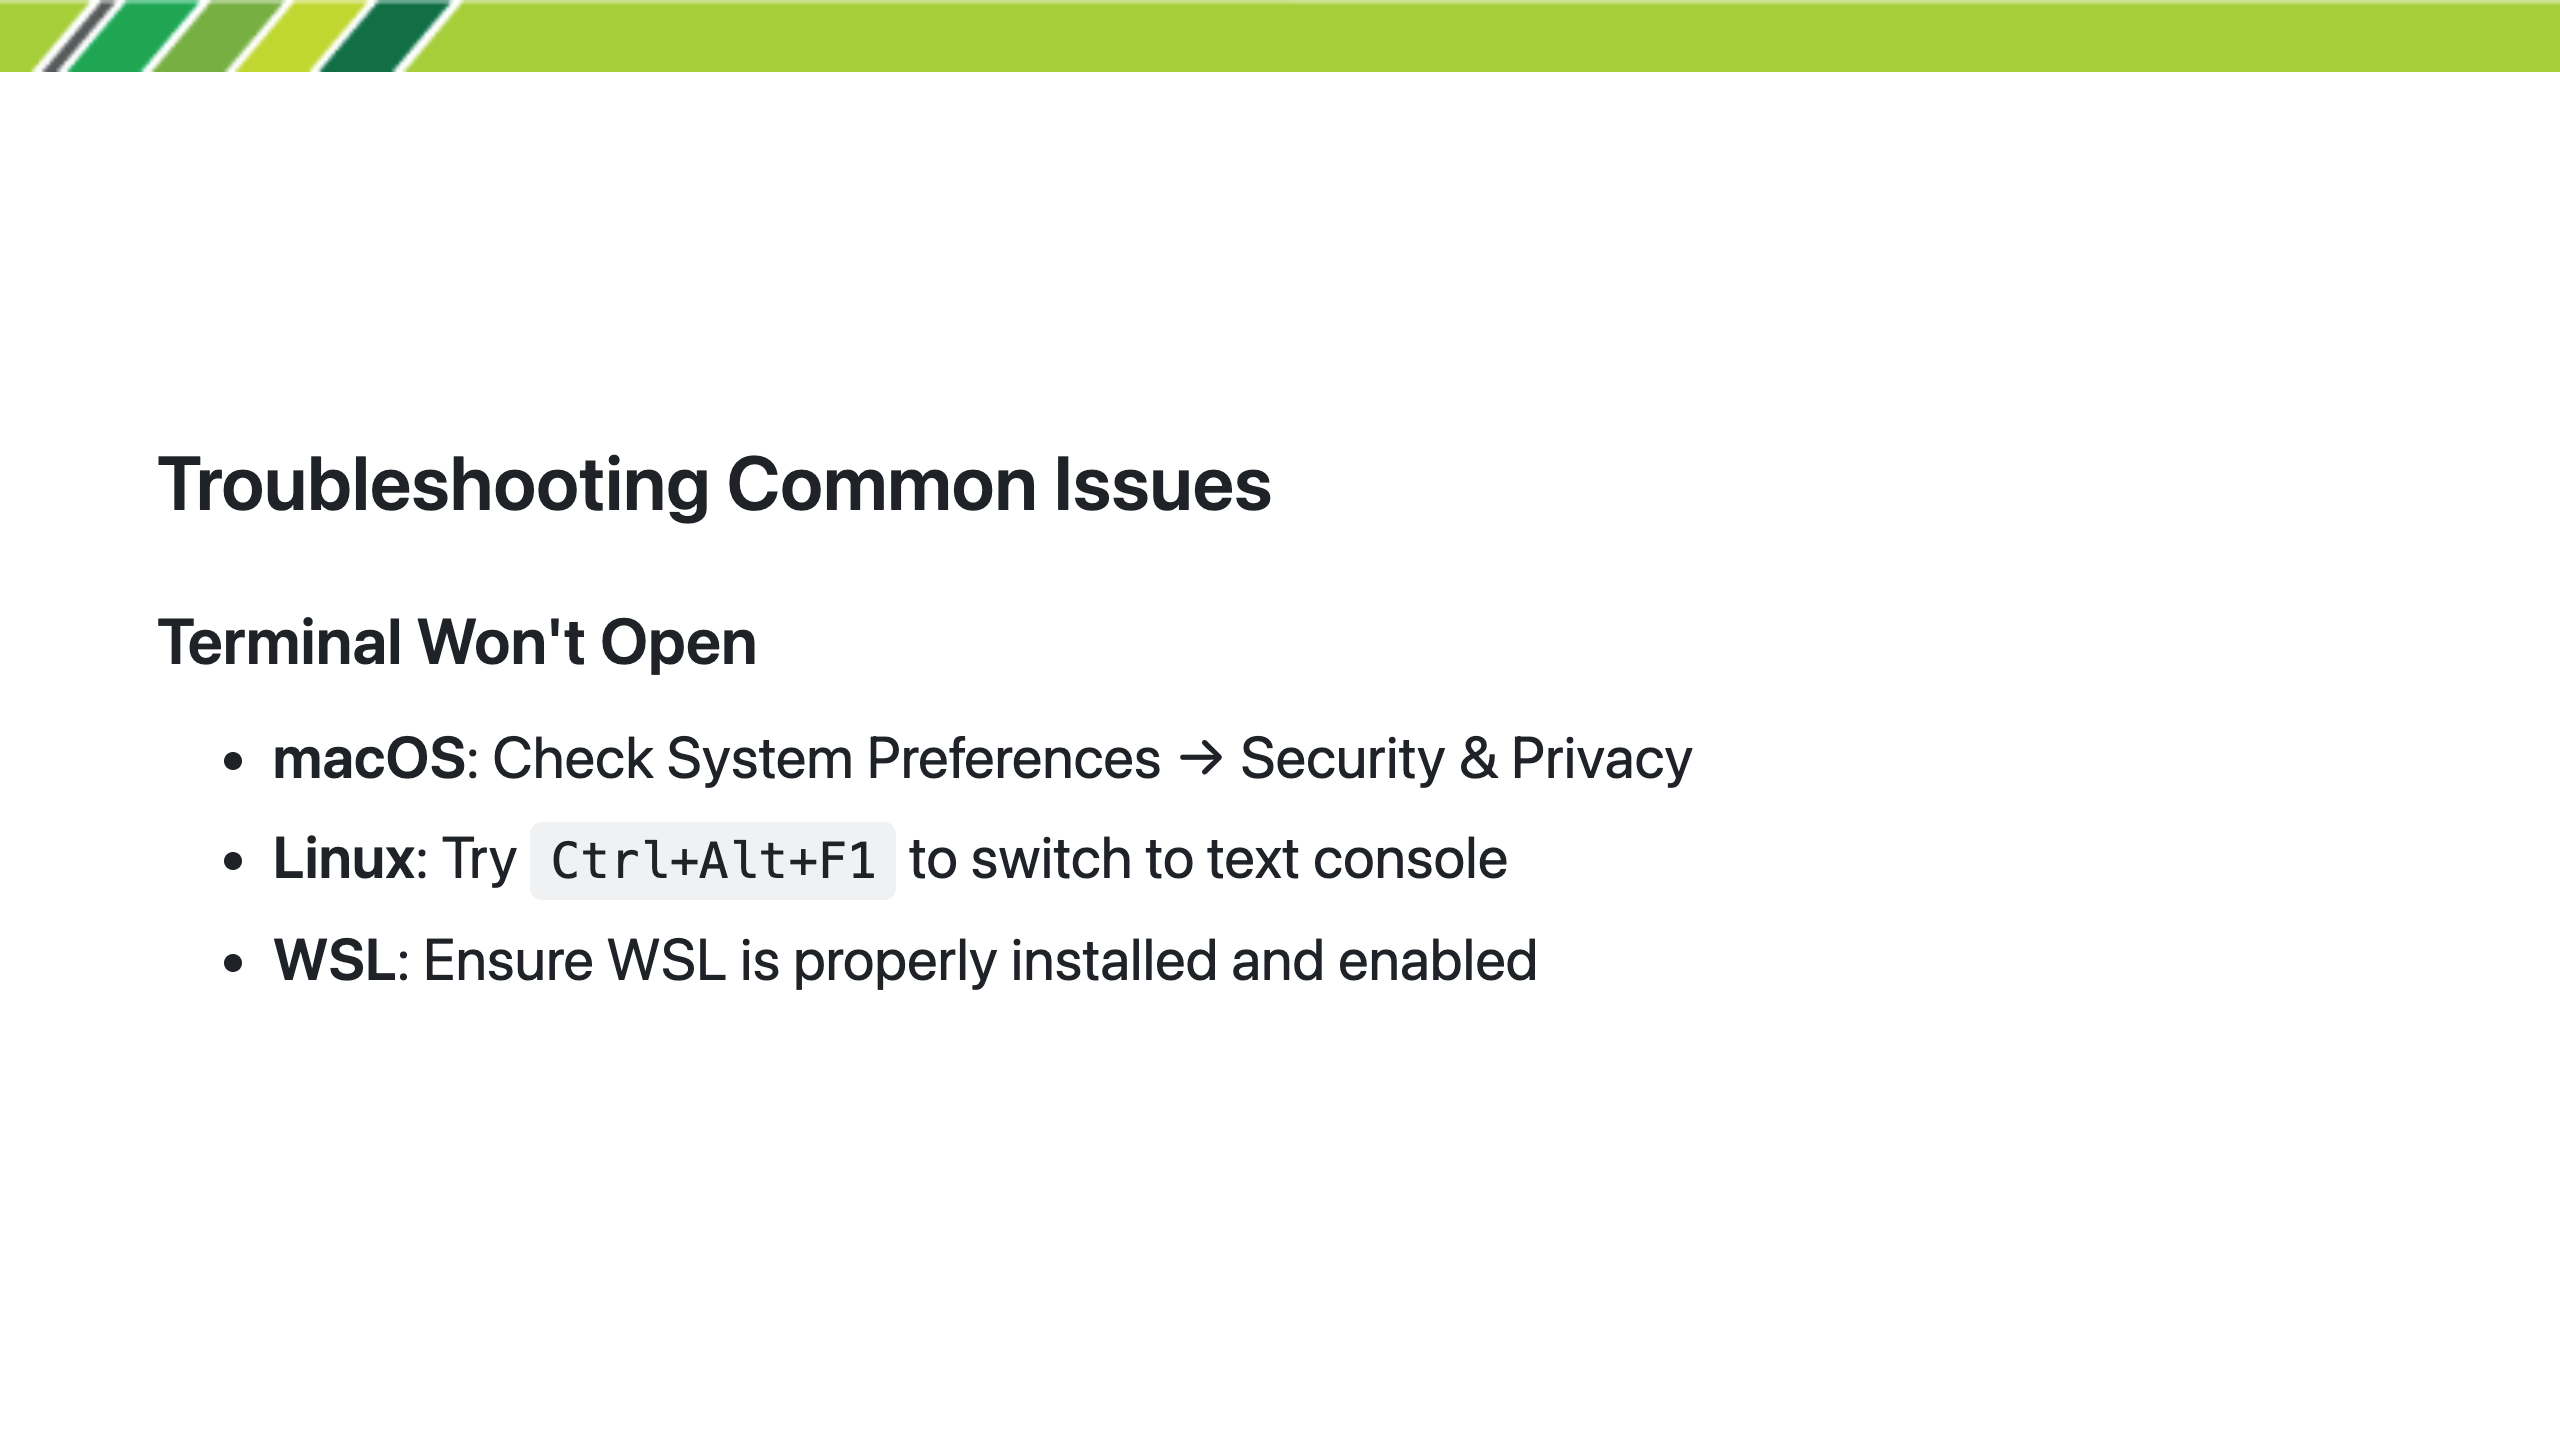 Troubleshooting Common Issues
Terminal Won't Open
• macOS: Check System Preferences → Security & Privacy
• Linux: Try Ctrl+Alt+F1 to switch to text console
• WSL: Ensure WSL is properly installed and enabled